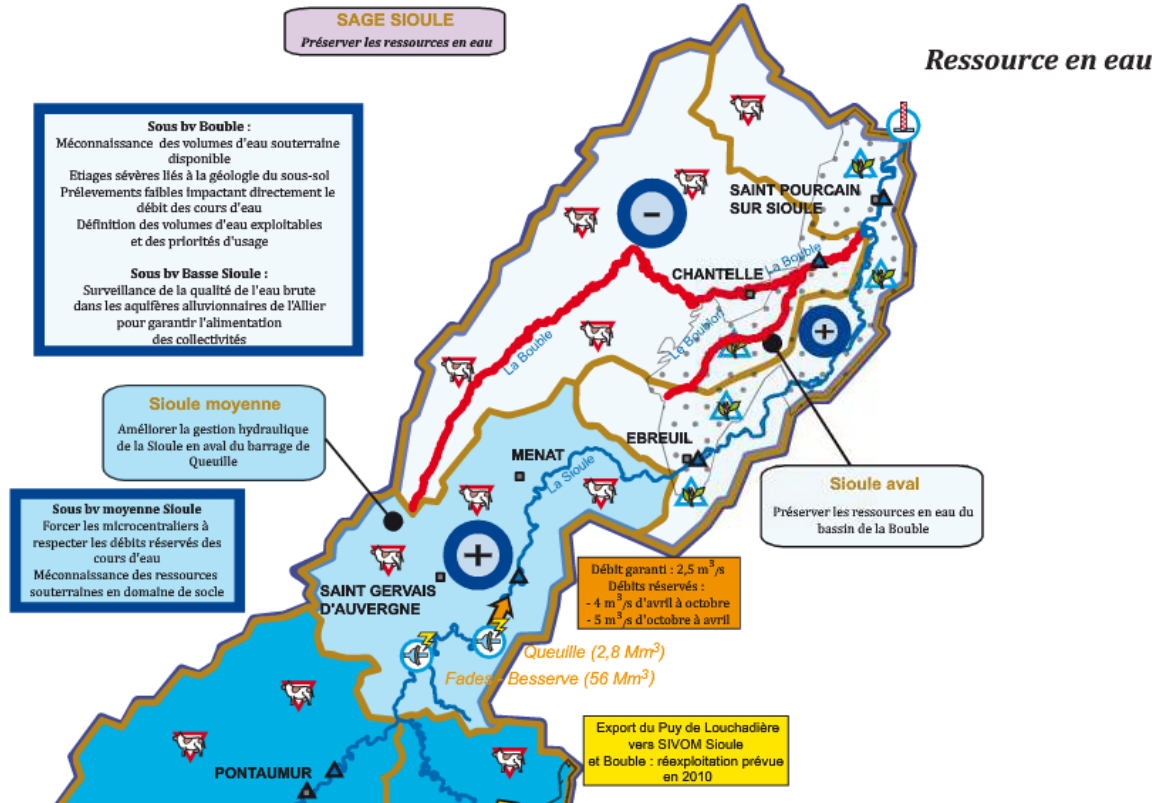 SAGE SIOULE
Préserver les ressources en eau
Ressource en eau
Sous bv Bouble :
Méconnaissance des volumes d'eau souterraine
disponible
Etiages sévères liés à la géologie du sous-sol
Prélevements faibles impactant directement le
débit des cours d'eau
Définition des volumes d'eau exploitables
et des priorités d'usage
Sous bv Basse Sioule :
Surveillance de la qualité de l'eau brute
dans les aquifères alluvionnaires de l'Allier
pour garantir l'alimentation
des collectivités
SAINT POURCAIN
SUR SIOULE
-
CHANTELLE
La Bouble
+
Le Boublon
La Bouble
Sioule moyenne
Améliorer la gestion hydraulique
de la Sioule en aval du barrage de
Queuille
EBREUIL
MENAT
La Sioule
Sioule aval
Préserver les ressources en eau du
bassin de la Bouble
Sous bv moyenne Sioule
Forcer les microcentraliers à
respecter les débits réservés des
cours d'eau
Méconnaissance des ressources
souterraines en domaine de socle
+
SAINT GERVAIS
D'AUVERGNE
Débit garanti : 2,5 m³/s
Débits réservés :
- 4 m³/s d'avril à octobre
- 5 m³/s d'octobre à avril
Queuille (2,8 Mm³)
Fades - Besserve (56 Mm³)
Export du Puy de Louchadière
vers SIVOM Sioule
et Bouble : réexploitation prévue
en 2010
PONTAUMUR